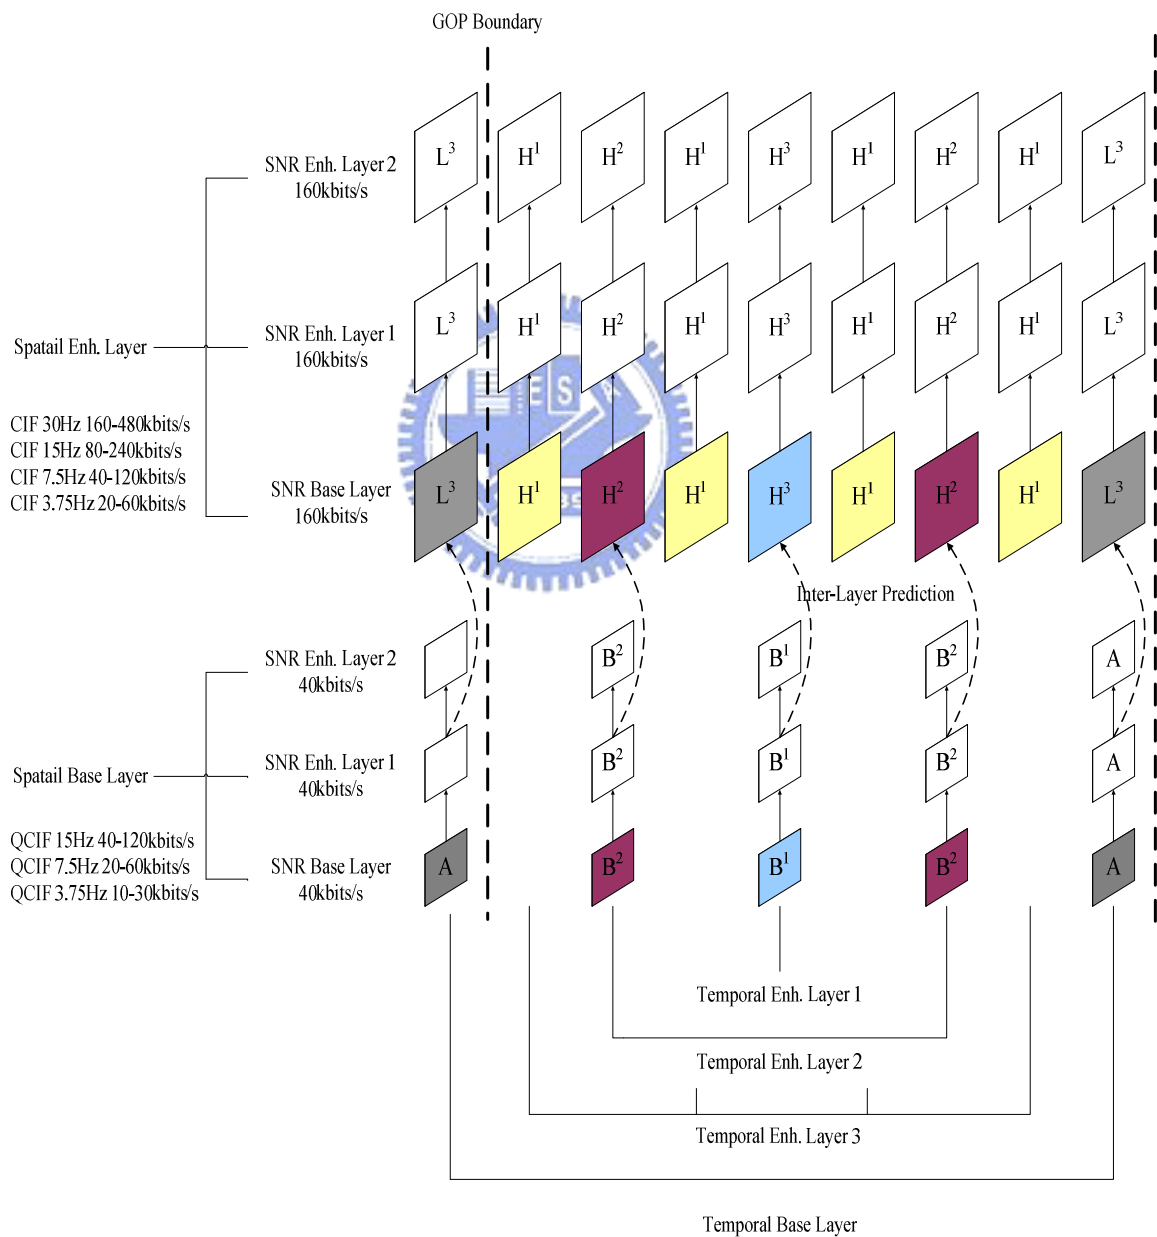 GOP Boundary
SNR Enh. Layer 2
160kbits/s
L³ H¹ H² H¹ H³ H¹ H² H¹ L³
SNR Enh. Layer 1
160kbits/s
L³ H¹ H² H¹ H³ H¹ H² H¹ L³
Spatail Enh. Layer
ES
CIF 30Hz 160-480kbits/s
CIF 15Hz 80-240kbits/s
CIF 7.5Hz 40-120kbits/s
CIF 3.75Hz 20-60kbits/s
SNR Base Layer
160kbits/s
L³ H¹ H² H¹ H³ H¹ H² H¹ L³
Inter-Layer Prediction
SNR Enh. Layer 2
40kbits/s
B² B¹ B² A
SNR Enh. Layer 1
40kbits/s
B² B¹ B² A
Spatail Base Layer
QCIF 15Hz 40-120kbits/s
QCIF 7.5Hz 20-60kbits/s
QCIF 3.75Hz 10-30kbits/s
SNR Base Layer
40kbits/s
A B² B¹ B² A
Temporal Enh. Layer 1
Temporal Enh. Layer 2
Temporal Enh. Layer 3
Temporal Base Layer